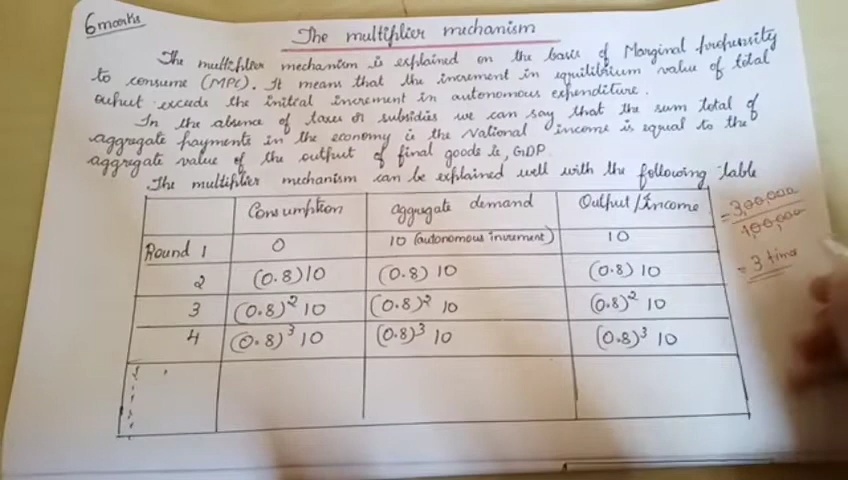 6 marks
The multiplier mechanism
The multiplier mechanism is explained on the basis of Marginal propensity
to consume (MPC). It means that the increment in equilibrium value of total
output exceeds the initial increment in autonomous expenditure.
In the absence of taxes or subsidies we can say that the sum total of
aggregate payments in the economy ie National income is equal to the
aggregate value of the output of final goods ie, GDP.
The multiplier mechanism can be explained well with the following table
Consumption aggregate demand Output/Income
Round 1 0 10 (autonomous increment) 10
2 (0.8) 10 (0.8) 10 (0.8) 10
3 (0.8)² 10 (0.8)² 10 (0.8)² 10
4 (0.8)³ 10 (0.8)³ 10 (0.8)³ 10
= 3,00,000
100,000
= 3 times